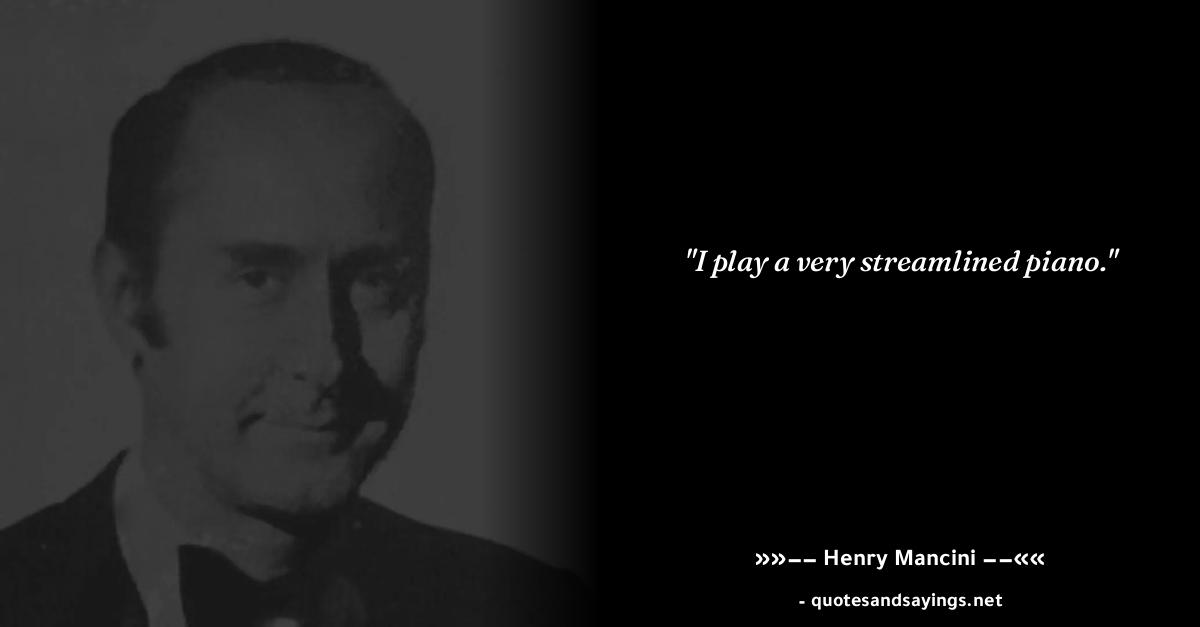 "I play a very streamlined piano."
»»–– Henry Mancini ––««
- quotesandsayings.net